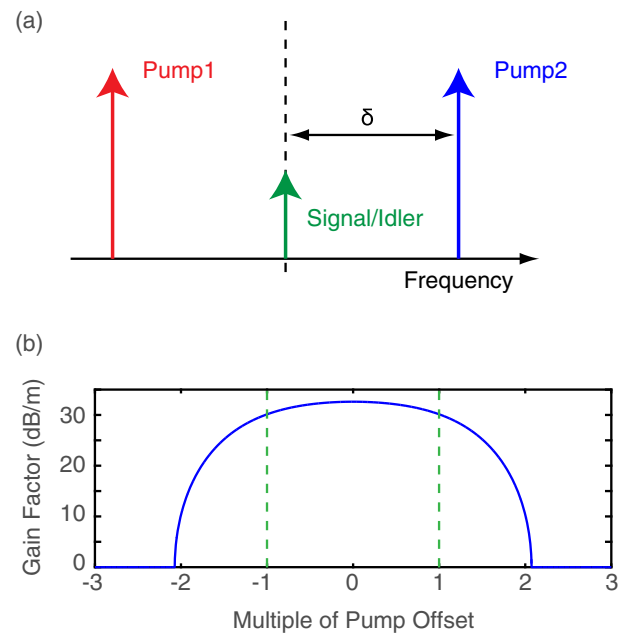 (a)
Pump1
Pump2
δ
Signal/Idler
Frequency
(b)
Gain Factor (dB/m)
30
20
10
0
-3 -2 -1 0 1 2 3
Multiple of Pump Offset